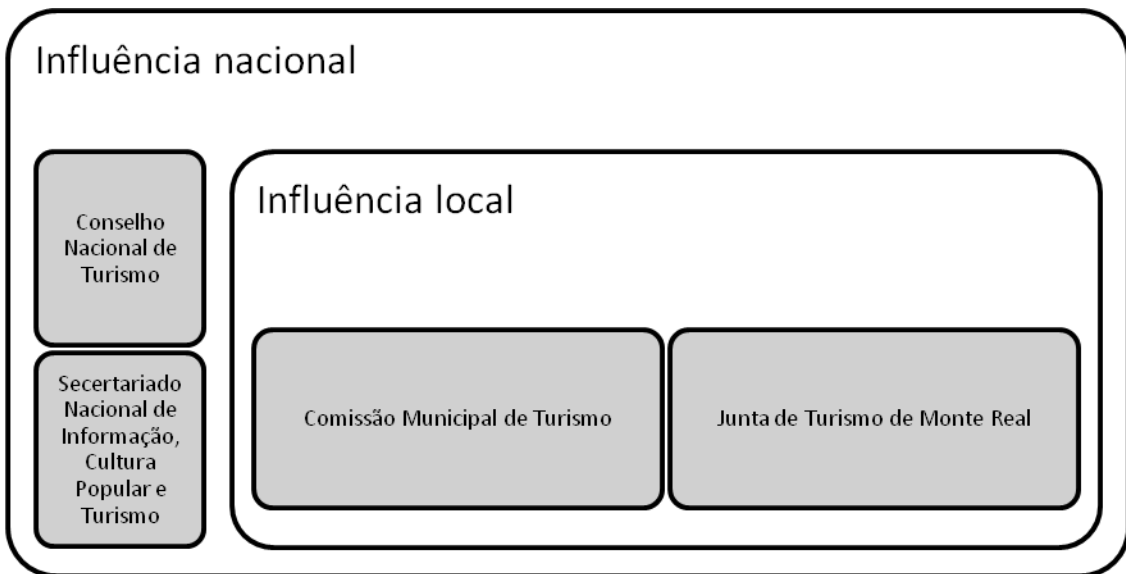 Influência nacional
Conselho
Nacional de
Turismo
Secertariado
Nacional de
Informação,
Cultura
Popular e
Turismo
Influência local
Comissão Municipal de Turismo
Junta de Turismo de Monte Real